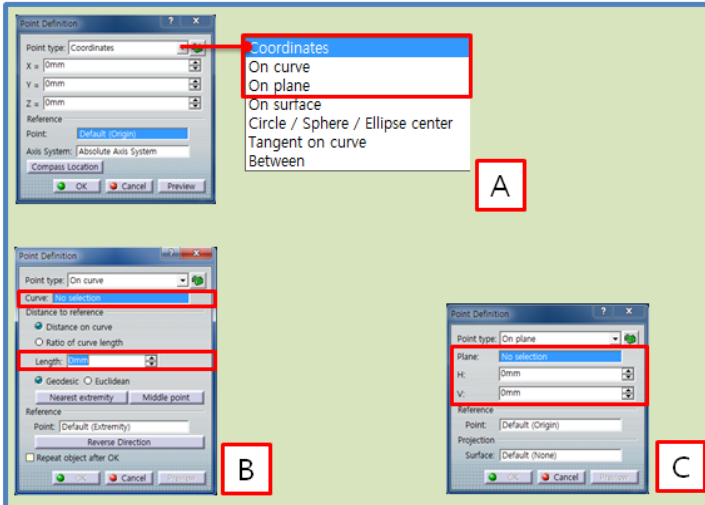 Point Definition
Point type: Coordinates
X = 0mm
Y = 0mm
Z = 0mm
Reference
Point: Default (Origin)
Axis System: Absolute Axis System
Compass Location
OK Cancel Preview
Coordinates
On curve
On plane
On surface
Circle / Sphere / Ellipse center
Tangent on curve
Between
A
Point Definition
Point type: On curve
Curve: No selection
Distance to reference
Distance on curve
Ratio of curve length
Length: 0mm
Geodesic Euclidean
Nearest extremity Middle point
Reference
Point: Default (Extremity)
Reverse Direction
Repeat object after OK
OK Cancel Preview
B
Point Definition
Point type: On plane
Plane: No selection
H: 0mm
V: 0mm
Reference
Point: Default (Origin)
Projection
Surface: Default (None)
OK Cancel Preview
C